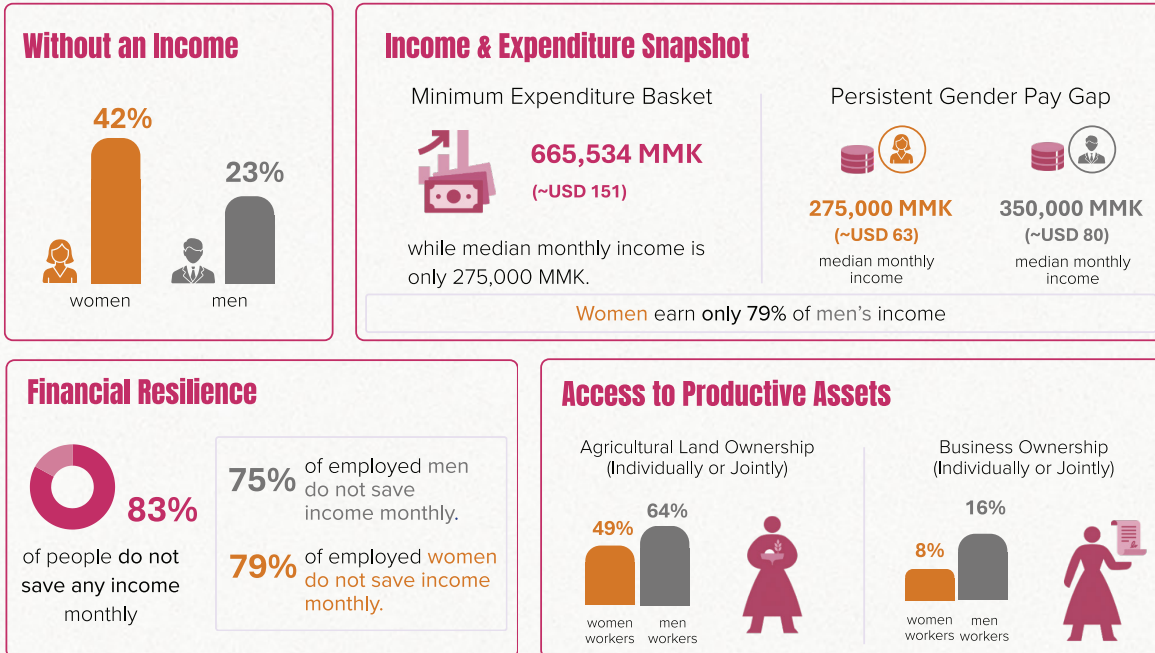 Without an Income
42%
23%
women
men
Income & Expenditure Snapshot
Minimum Expenditure Basket
665,534 MMK
(~USD 151)
while median monthly income is
only 275,000 MMK.
Persistent Gender Pay Gap
275,000 MMK
(~USD 63)
median monthly
income
350,000 MMK
(~USD 80)
median monthly
income
Women earn only 79% of men's income
Financial Resilience
83%
of people do not
save any income
monthly
75%
of employed men
do not save
income monthly.
79%
of employed women
do not save income
monthly.
Access to Productive Assets
Agricultural Land Ownership
(Individually or Jointly)
49%
64%
women
workers
men
workers
Business Ownership
(Individually or Jointly)
8%
16%
women
workers
men
workers